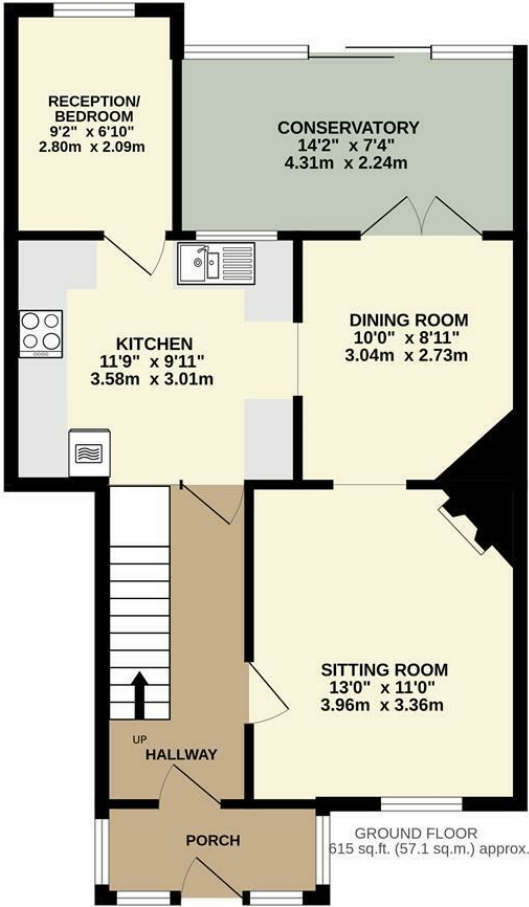 RECEPTION/
BEDROOM
9'2" x 6'10"
2.80m x 2.09m
CONSERVATORY
14'2" x 7'4"
4.31m x 2.24m
KITCHEN
11'9" x 9'11"
3.58m x 3.01m
DINING ROOM
10'0" x 8'11"
3.04m x 2.73m
SITTING ROOM
13'0" x 11'0"
3.96m x 3.36m
UP
HALLWAY
PORCH
GROUND FLOOR
615 sq.ft. (57.1 sq.m.) approx.